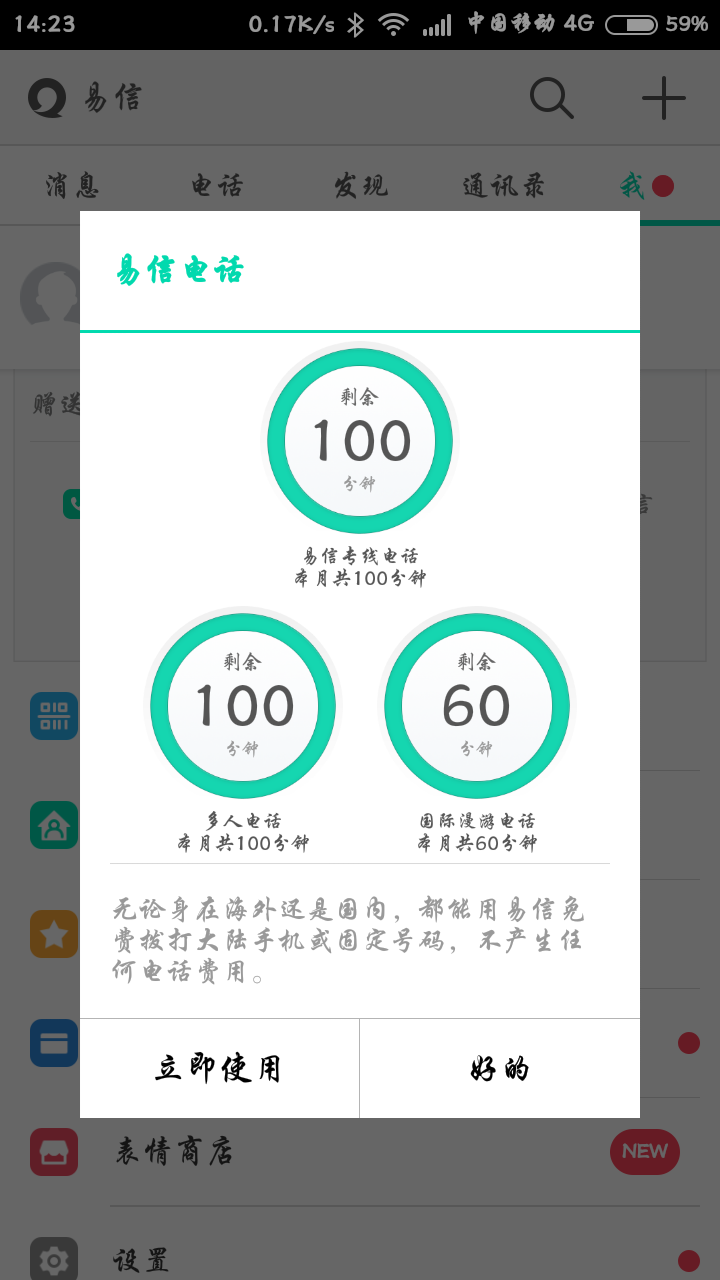 14:23 0.17K/s 中国移动 4G 59%
易信
消息 电话 发现 通讯录 我
易信电话
赠送
剩余
100
分钟
易信专线电话
本月共100分钟
剩余
100
分钟
多人电话
本月共100分钟
剩余
60
分钟
国际漫游电话
本月共60分钟
信
无论身在海外还是国内，都能用易信免
费拨打大陆手机或固定号码，不产生任
何电话费用。
立即使用 好的
表情商店 NEW
设置